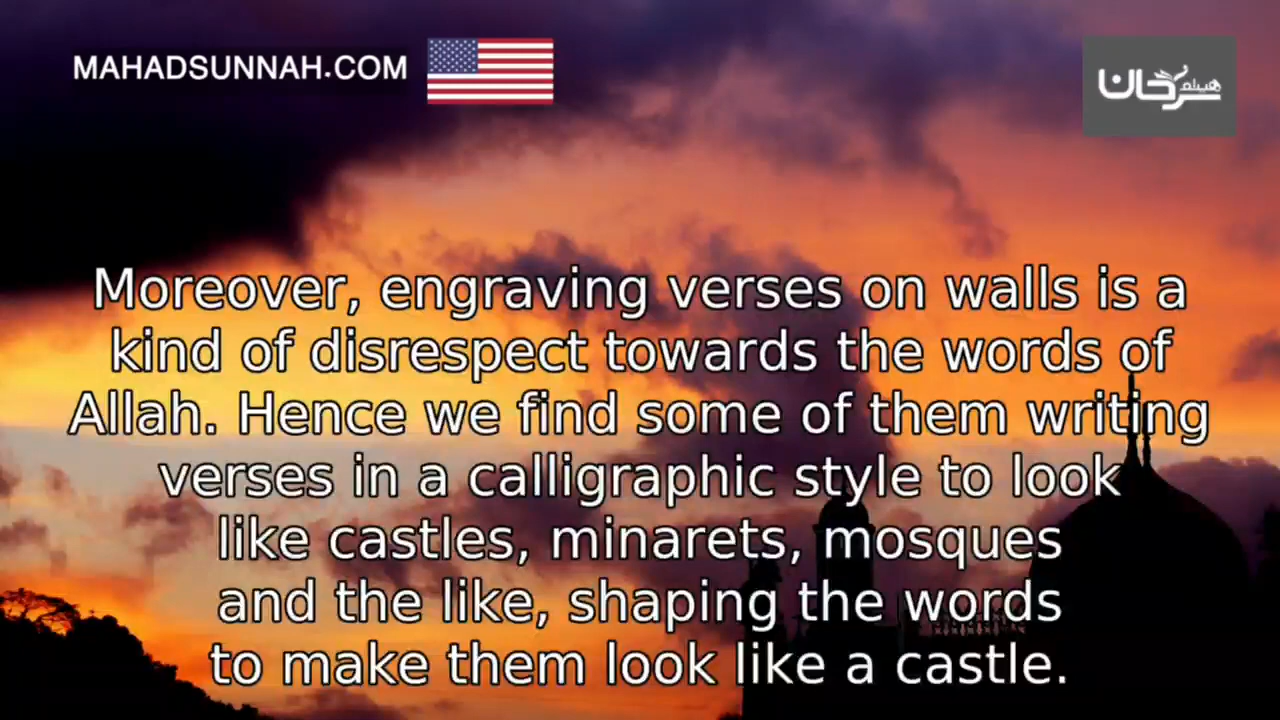 MAHADSUNNAH.COM
هيثم
سرحان
Moreover, engraving verses on walls is a
kind of disrespect towards the words of
Allah. Hence we find some of them writing
verses in a calligraphic style to look
like castles, minarets, mosques
and the like, shaping the words
to make them look like a castle.